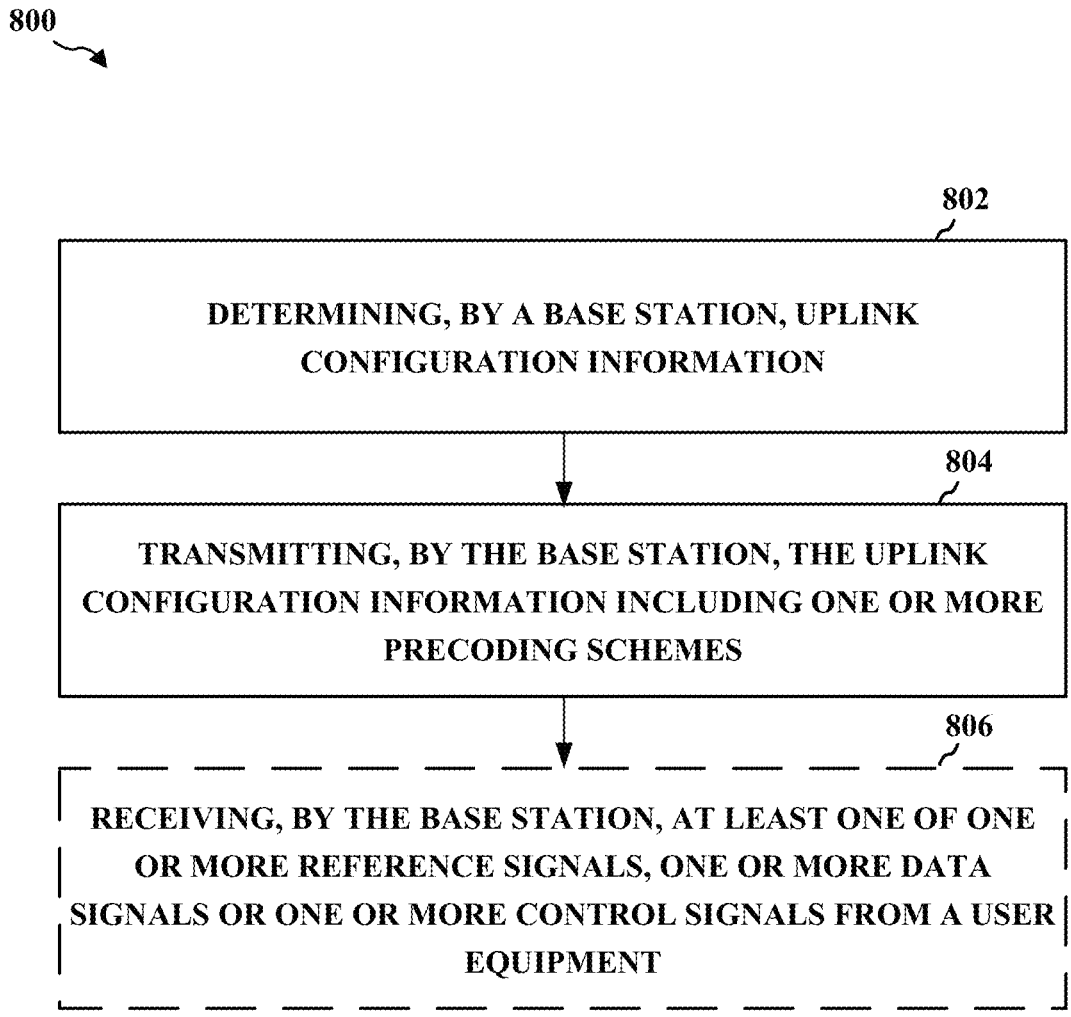 800
802
DETERMINING, BY A BASE STATION, UPLINK
CONFIGURATION INFORMATION
804
TRANSMITTING, BY THE BASE STATION, THE UPLINK
CONFIGURATION INFORMATION INCLUDING ONE OR MORE
PRECODING SCHEMES
806
RECEIVING, BY THE BASE STATION, AT LEAST ONE OF ONE
OR MORE REFERENCE SIGNALS, ONE OR MORE DATA
SIGNALS OR ONE OR MORE CONTROL SIGNALS FROM A USER
EQUIPMENT